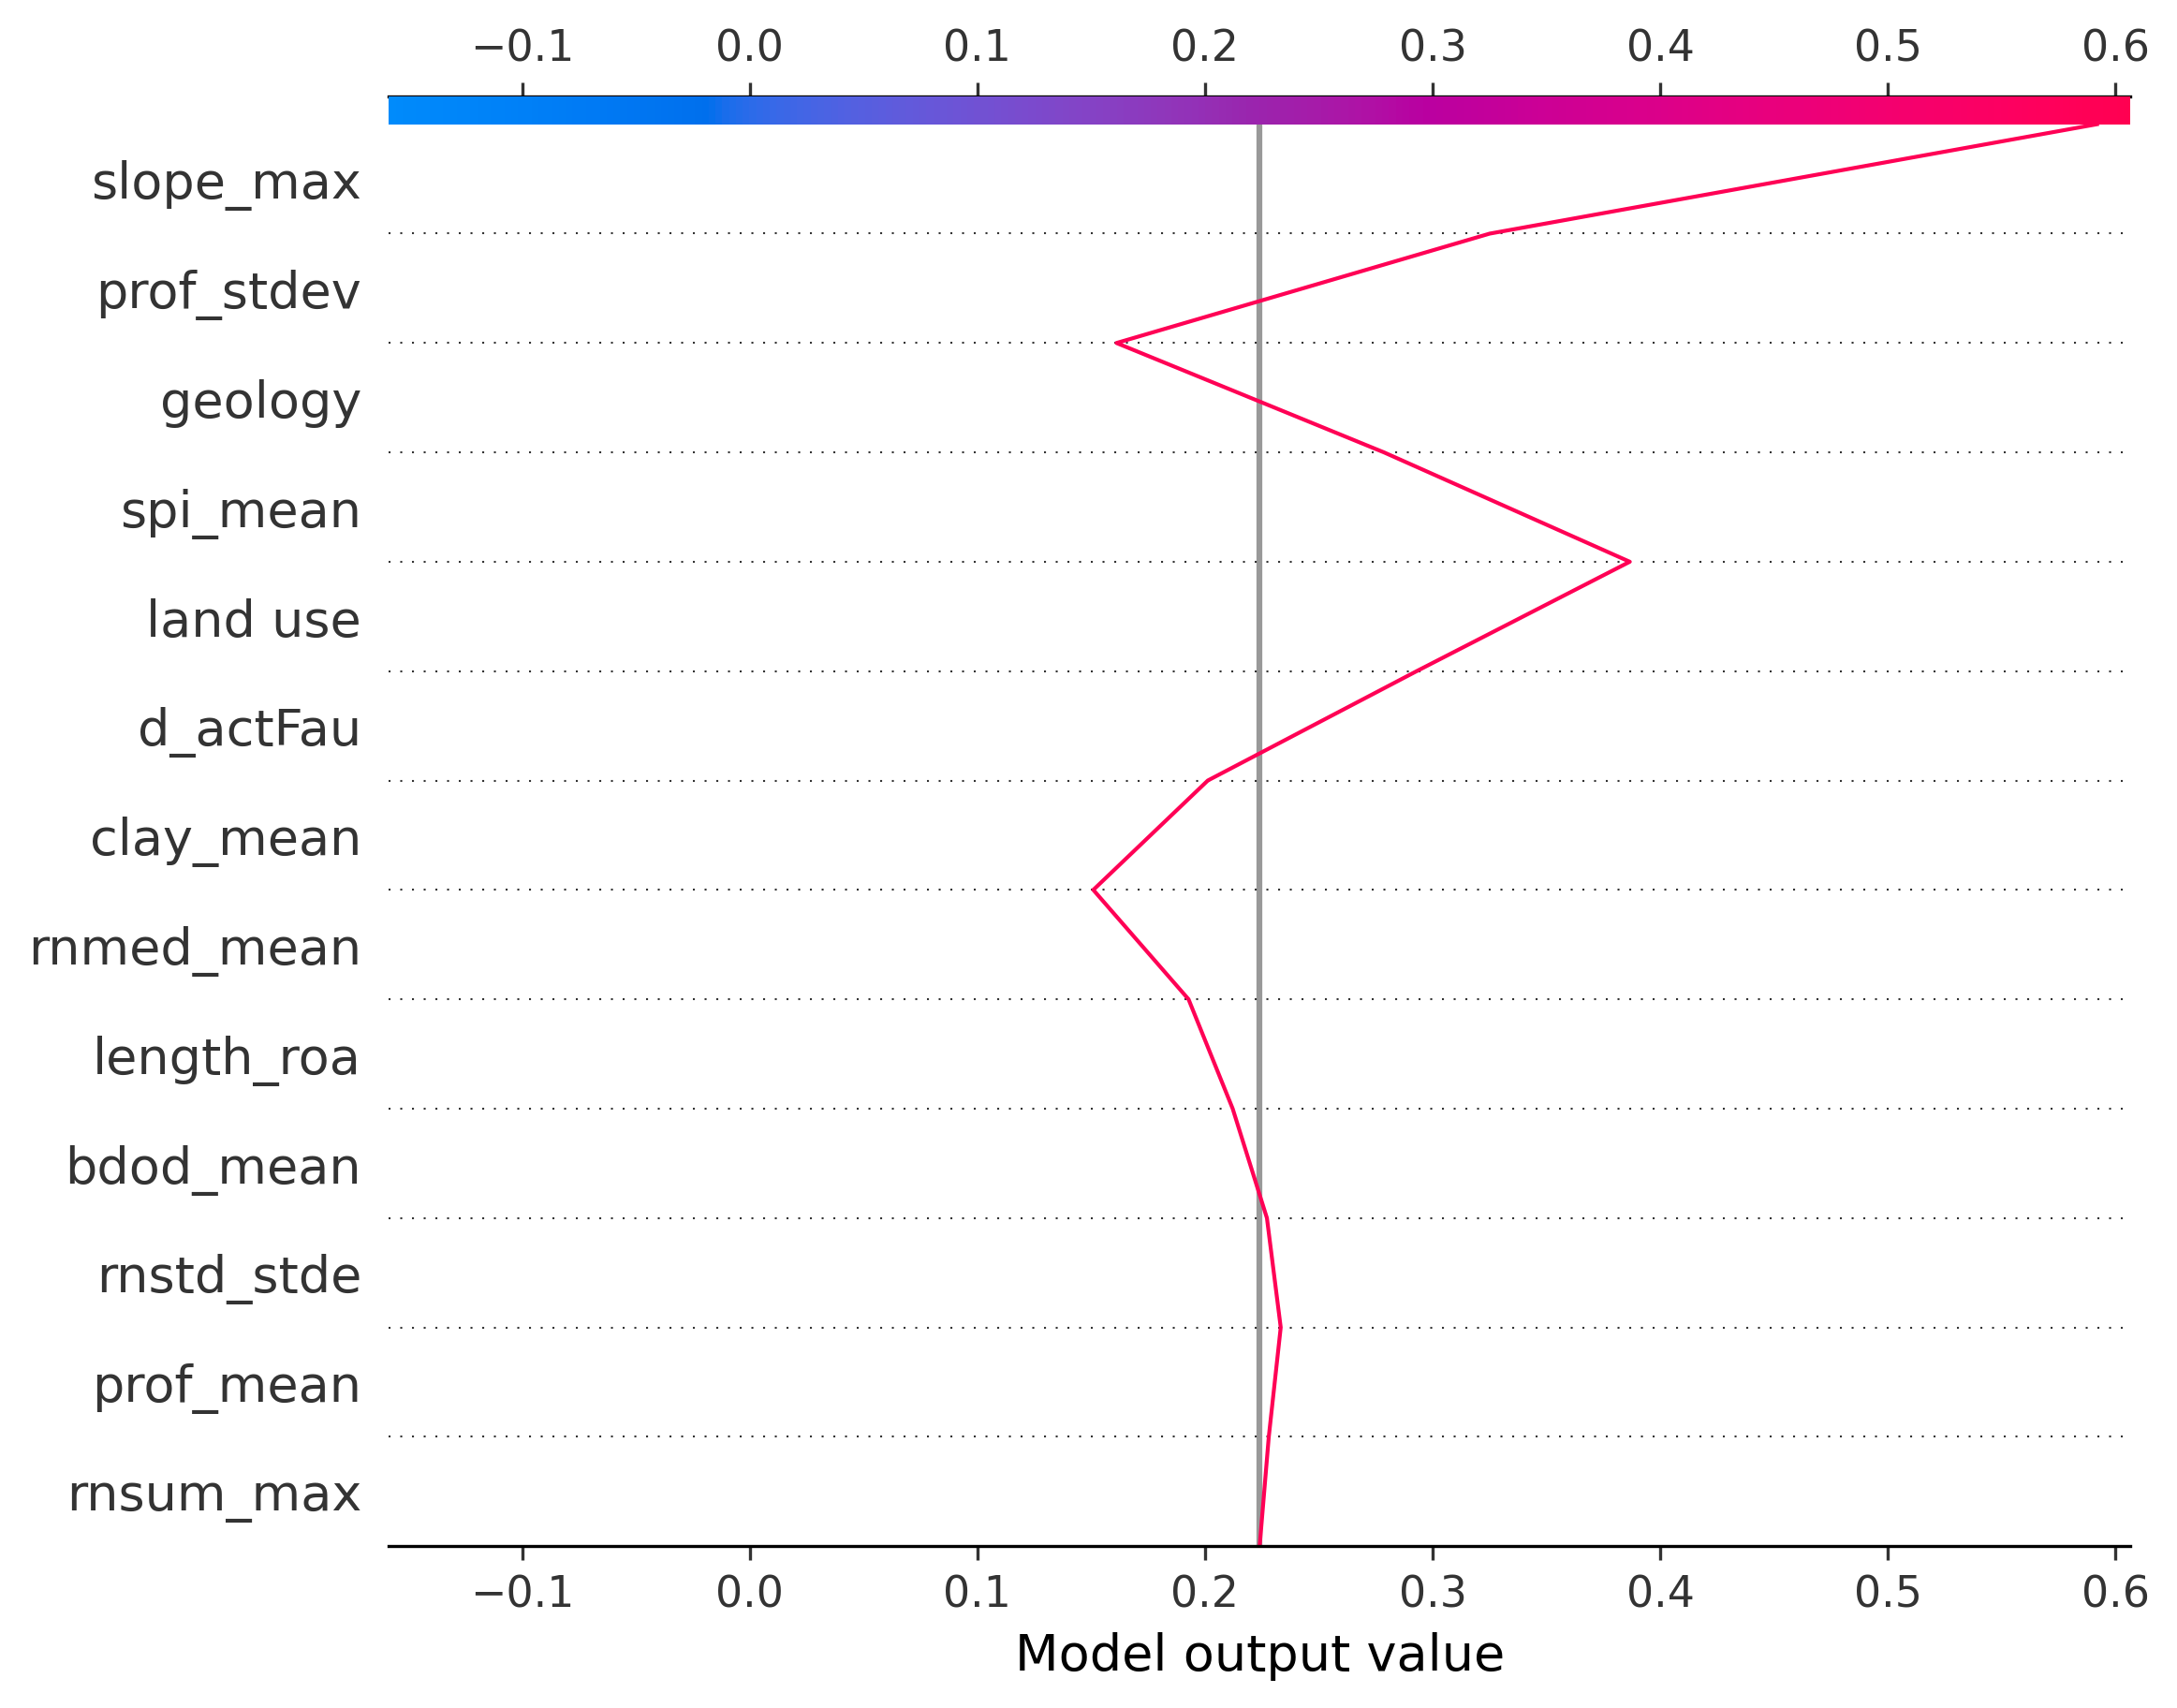 −0.1 0.0 0.1 0.2 0.3 0.4 0.5 0.6
slope_max
prof_stdev
geology
spi_mean
land use
d_actFau
clay_mean
rnmed_mean
length_roa
bdod_mean
rnstd_stde
prof_mean
rnsum_max
−0.1 0.0 0.1 0.2 0.3 0.4 0.5 0.6
Model output value